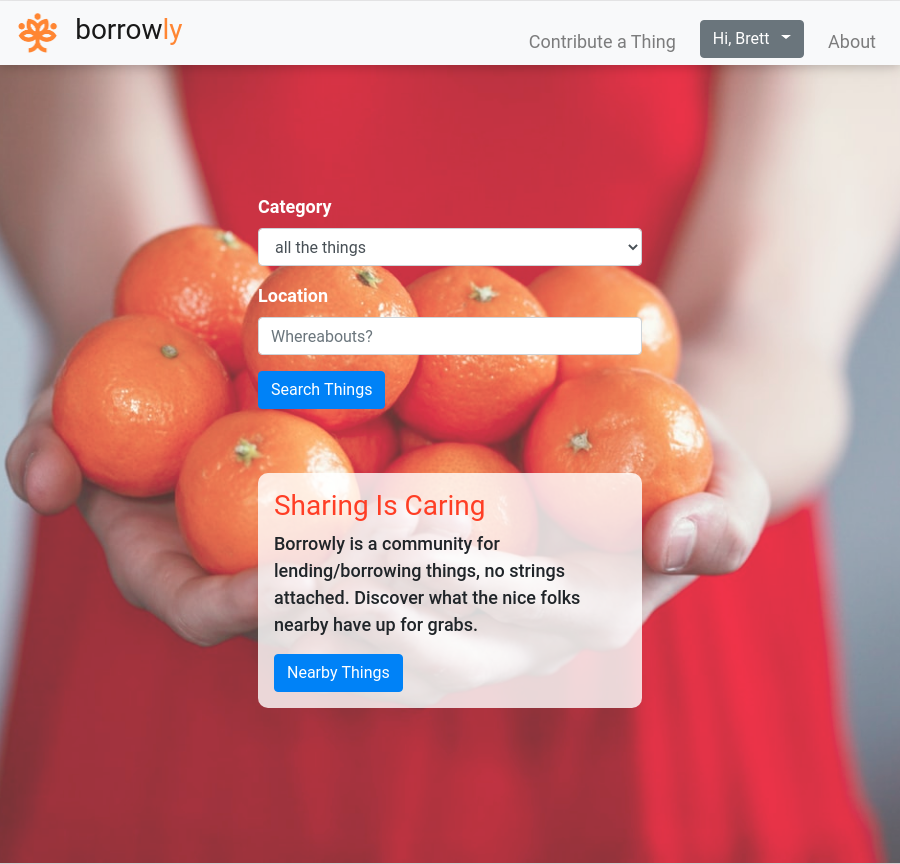 borrowly
Contribute a Thing
Hi, Brett
About
Category
all the things
Location
Whereabouts?
Search Things
Sharing Is Caring
Borrowly is a community for
lending/borrowing things, no strings
attached. Discover what the nice folks
nearby have up for grabs.
Nearby Things